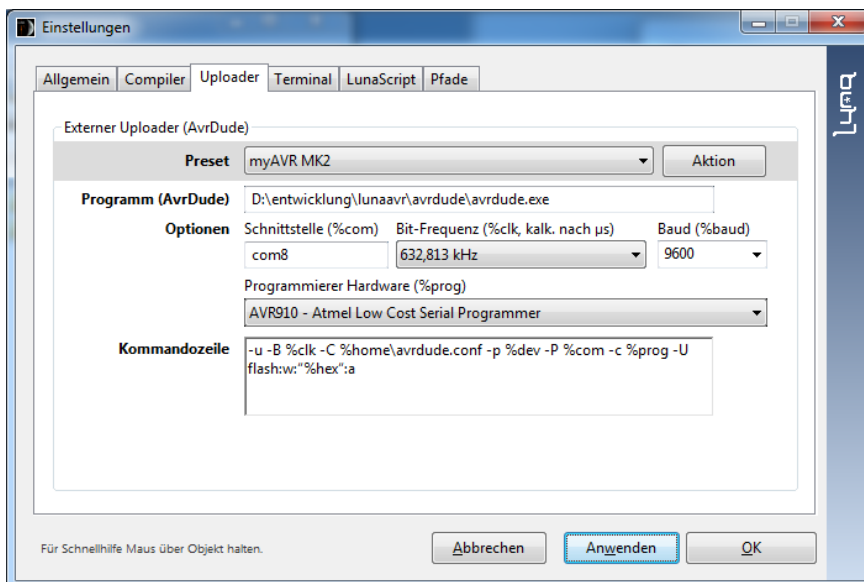 Einstellungen
Allgemein Compiler Uploader Terminal LunaScript Pfade
Externer Uploader (AvrDude)
Preset myAVR MK2 Aktion
Programm (AvrDude) D:\entwicklung\lunaavr\avrdude\avrdude.exe
Optionen Schnittstelle (%com) Bit-Frequenz (%clk, kalk. nach µs) Baud (%baud)
com8 632,813 kHz 9600
Programmierer Hardware (%prog)
AVR910 - Atmel Low Cost Serial Programmer
Kommandozeile -u -B %clk -C %home\avrdude.conf -p %dev -P %com -c %prog -U
flash:w:"%hex":a
Für Schnellhilfe Maus über Objekt halten.
Abbrechen Anwenden OK